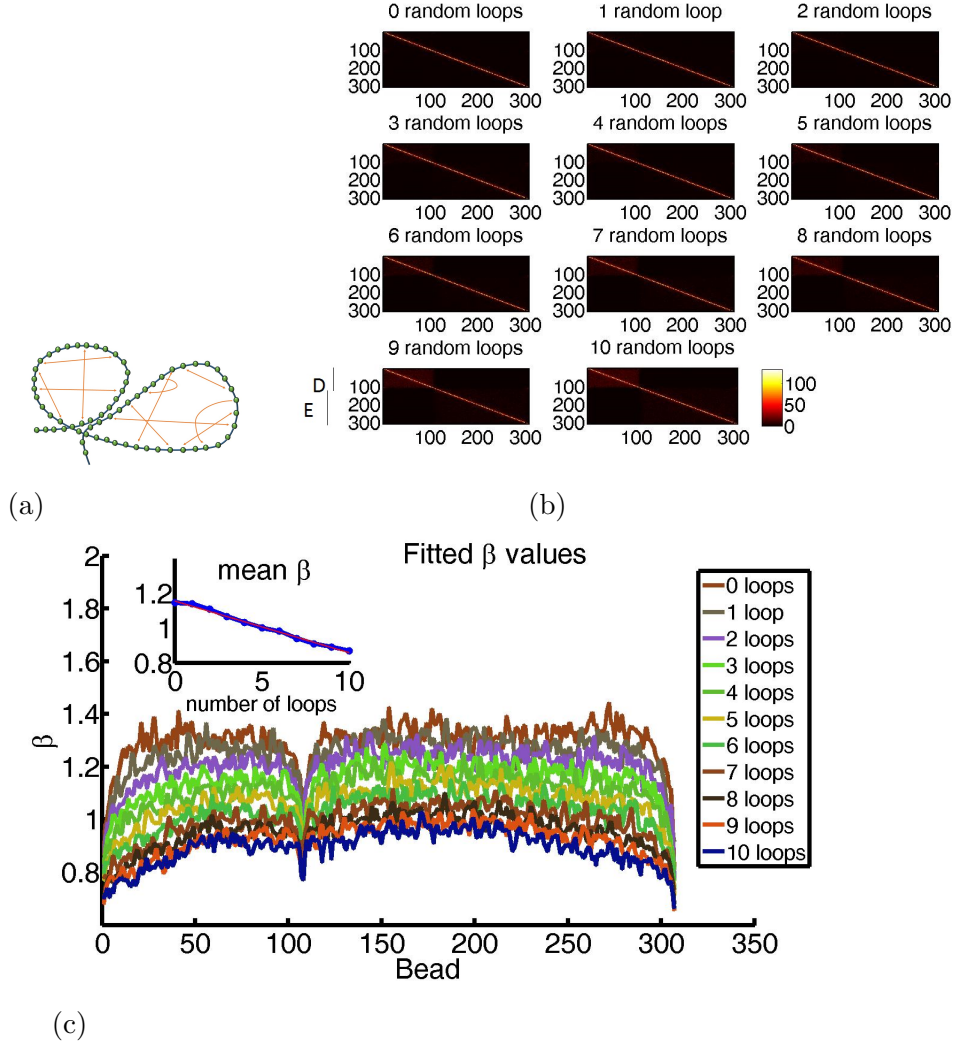 0 random loops 1 random loop 2 random loops
100 100 100
200 200 200
300 300 300
100 200 300 100 200 300 100 200 300
3 random loops 4 random loops 5 random loops
100 100 100
200 200 200
300 300 300
100 200 300 100 200 300 100 200 300
6 random loops 7 random loops 8 random loops
100 100 100
200 200 200
300 300 300
100 200 300 100 200 300 100 200 300
9 random loops 10 random loops
D 100 100 100
E 200 200 50
300 300 0
100 200 300 100 200 300
(a) (b)
Fitted β values
2
1.8
1.6
1.4
1.2
1
0.8
β
mean β
1.2
1
0.8
0 5 10
number of loops
0 loops
1 loop
2 loops
3 loops
4 loops
5 loops
6 loops
7 loops
8 loops
9 loops
10 loops
0 50 100 150 200 250 300 350
Bead
(c)